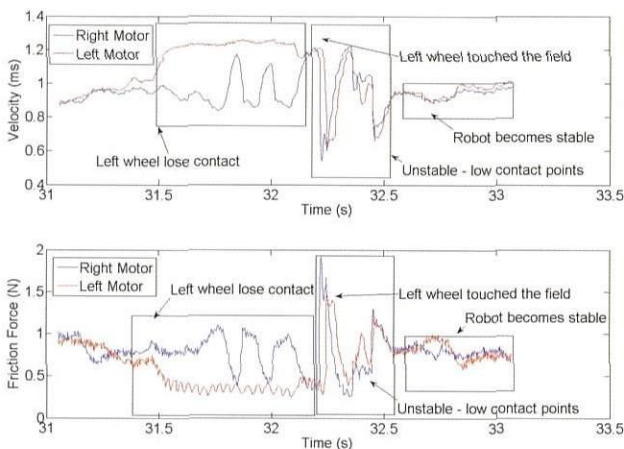 1.4
1.2
1
0.8
0.6
0.4
Velocity (ms)
Right Motor
Left Motor
Left wheel touched the field
Left wheel lose contact
Robot becomes stable
Unstable - low contact points
31
31.5
32
32.5
33
33.5
Time (s)
2
1.5
1
0.5
0
Friction Force (N)
Right Motor
Left Motor
Left wheel lose contact
Left wheel touched the field
Robot becomes stable
Unstable - low contact points
31
31.5
32
32.5
33
33.5
Time (s)